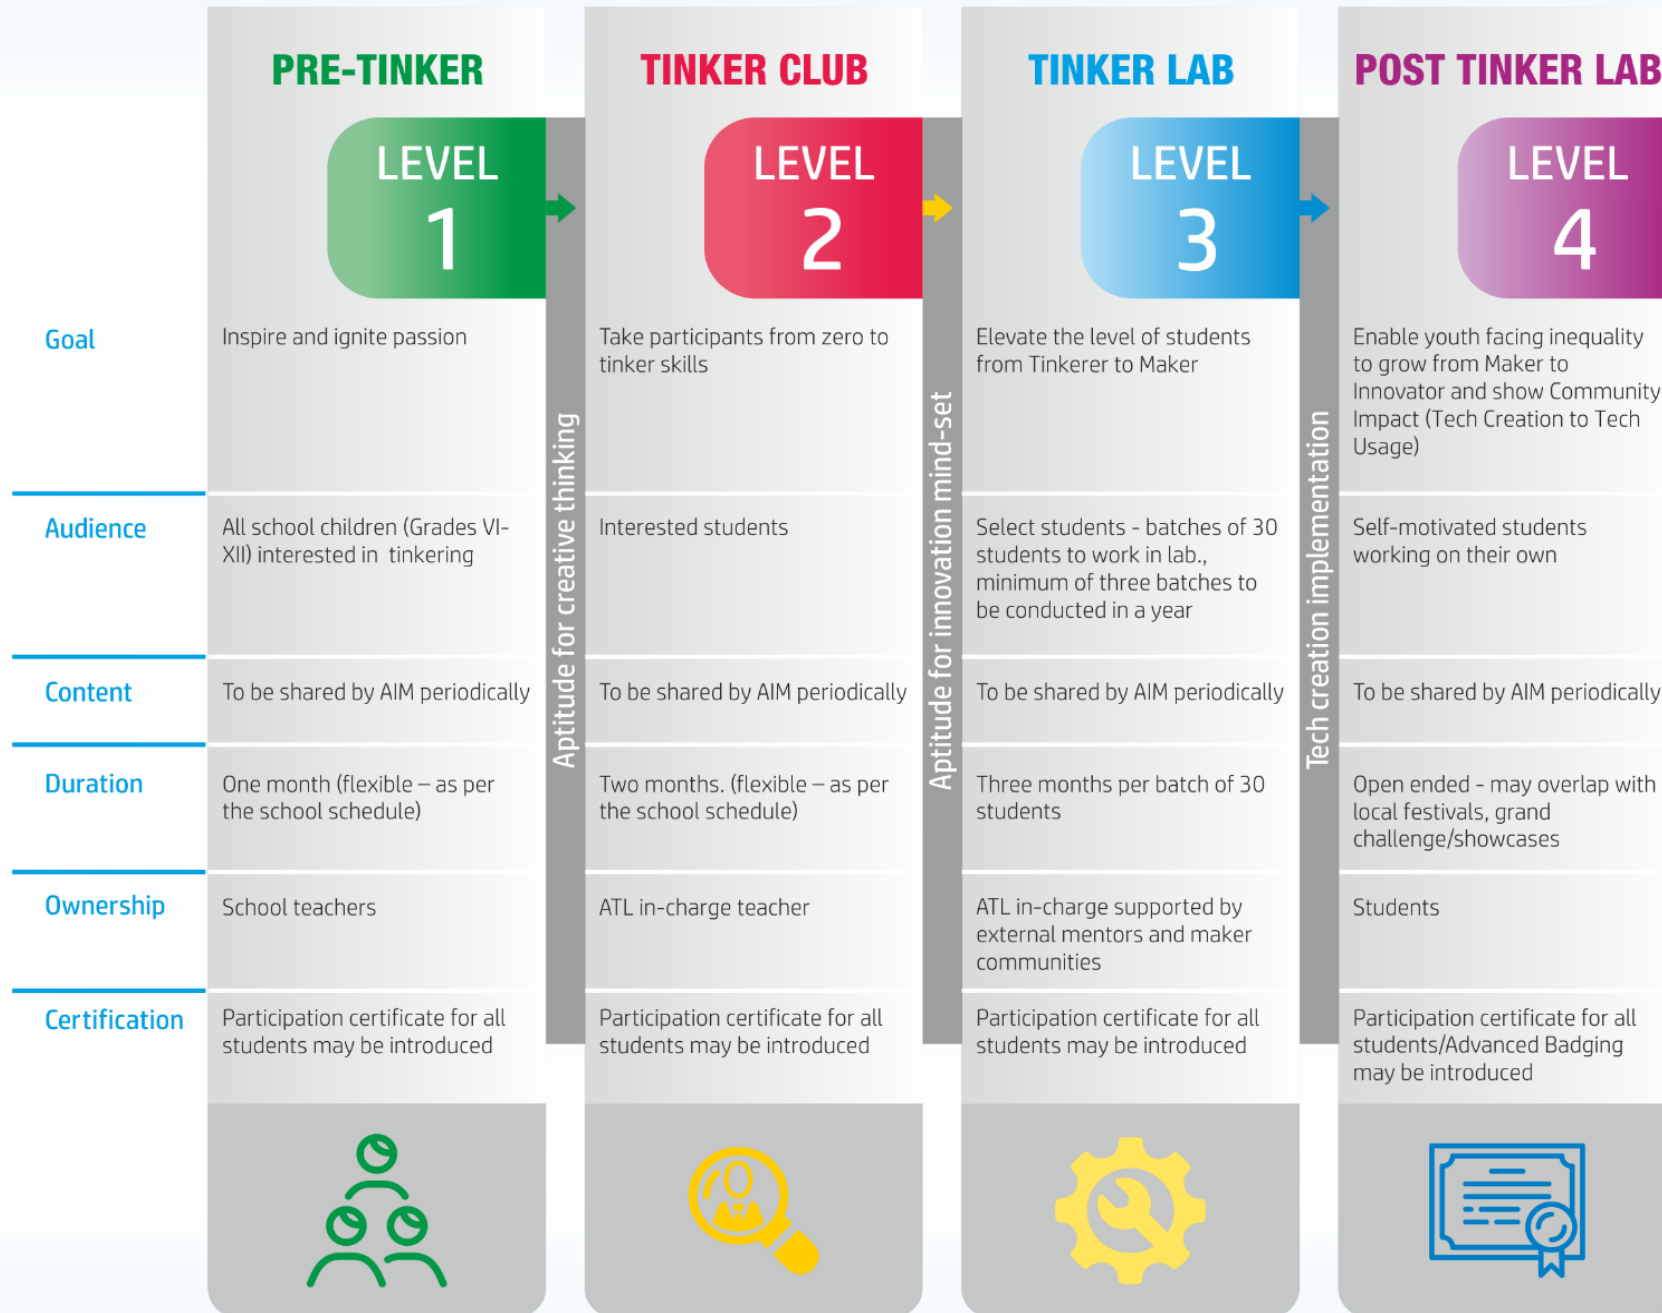 PRE-TINKER
TINKER CLUB
TINKER LAB
POST TINKER LAB
LEVEL
1
LEVEL
2
LEVEL
3
LEVEL
4
Goal
Inspire and ignite passion
Take participants from zero to
tinker skills
Elevate the level of students
from Tinkerer to Maker
Enable youth facing inequality
to grow from Maker to
Innovator and show Community
Impact (Tech Creation to Tech
Usage)
Aptitude for creative thinking
Aptitude for innovation mind-set
Tech creation implementation
Audience
All school children (Grades VI-
XII) interested in tinkering
Interested students
Select students - batches of 30
students to work in lab.,
minimum of three batches to
be conducted in a year
Self-motivated students
working on their own
Content
To be shared by AIM periodically
To be shared by AIM periodically
To be shared by AIM periodically
To be shared by AIM periodically
Duration
One month (flexible – as per
the school schedule)
Two months. (flexible – as per
the school schedule)
Three months per batch of 30
students
Open ended - may overlap with
local festivals, grand
challenge/showcases
Ownership
School teachers
ATL in-charge teacher
ATL in-charge supported by
external mentors and maker
communities
Students
Certification
Participation certificate for all
students may be introduced
Participation certificate for all
students may be introduced
Participation certificate for all
students may be introduced
Participation certificate for all
students/Advanced Badging
may be introduced